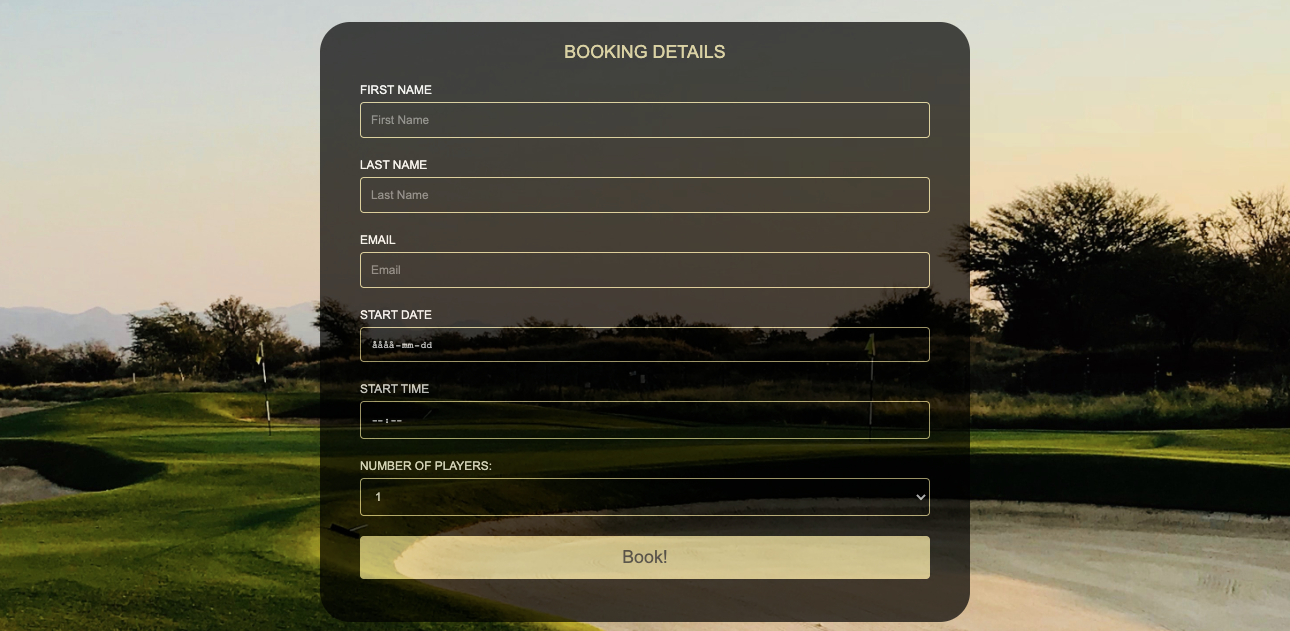 BOOKING DETAILS
FIRST NAME
First Name
LAST NAME
Last Name
EMAIL
Email
START DATE
åååå-mm-dd
START TIME
--:--
NUMBER OF PLAYERS:
1
Book!